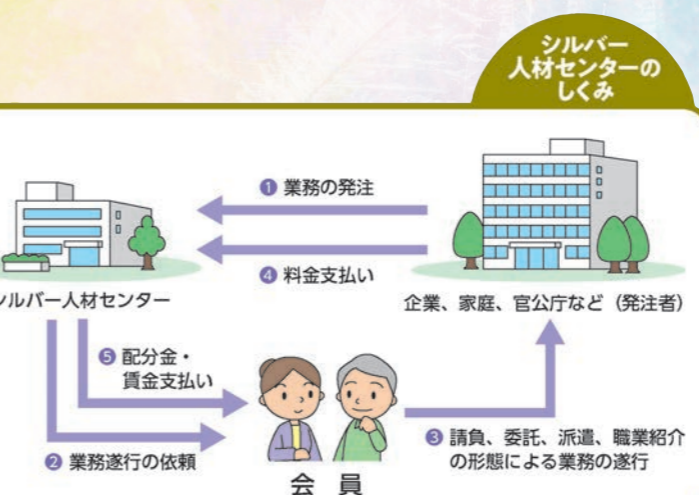 シルバー
人材センターの
しくみ
❶ 業務の発注
❹ 料金支払い
シルバー人材センター
企業、家庭、官公庁など（発注者）
❺ 配分金・
賃金支払い
❷ 業務遂行の依頼
❸ 請負、委託、派遣、職業紹介
の形態による業務の遂行
会 員